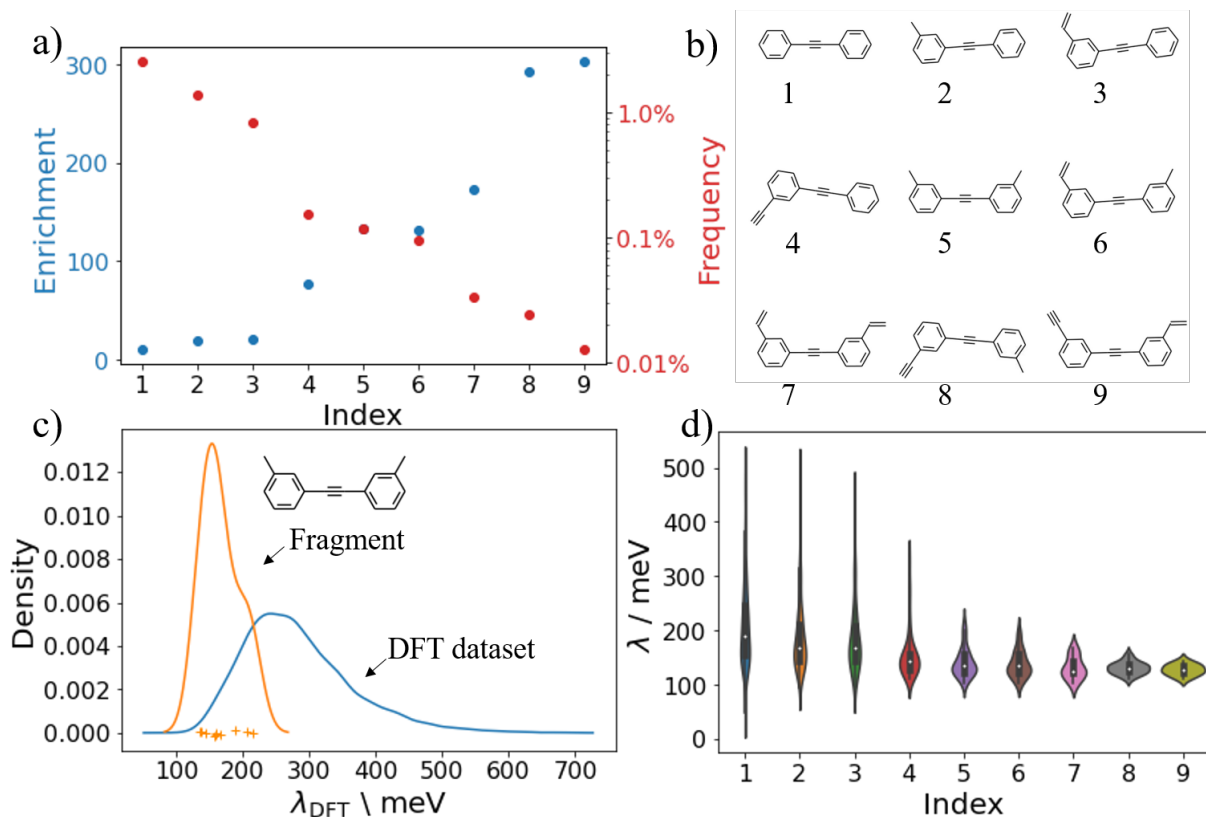 a)
300
200
100
0
Enrichment
1.0%
0.1%
0.01%
Frequency
1 2 3 4 5 6 7 8 9
Index
b)
1 2 3
4 5 6
7 8 9
c)
0.012
0.010
0.008
0.006
0.004
0.002
0.000
Density
Fragment
DFT dataset
100 200 300 400 500 600 700
λDFT \ meV
d)
500
400
300
200
100
0
λ / meV
1 2 3 4 5 6 7 8 9
Index